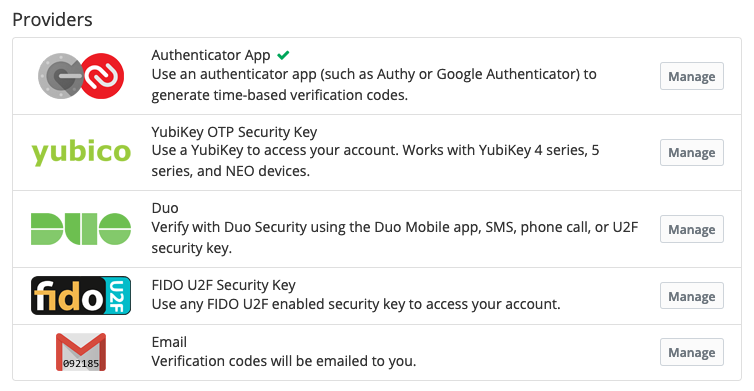 Providers
Authenticator App
Use an authenticator app (such as Authy or Google Authenticator) to
generate time-based verification codes.
Manage
yubico
YubiKey OTP Security Key
Use a YubiKey to access your account. Works with YubiKey 4 series, 5
series, and NEO devices.
Manage
DUO
Duo
Verify with Duo Security using the Duo Mobile app, SMS, phone call, or U2F
security key.
Manage
fido U2F
FIDO U2F Security Key
Use any FIDO U2F enabled security key to access your account.
Manage
092185
Email
Verification codes will be emailed to you.
Manage